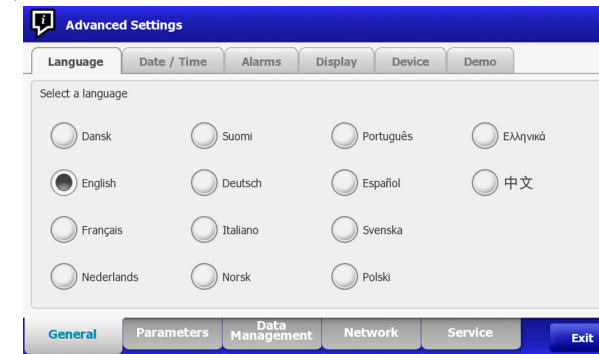 Advanced Settings
Language Date / Time Alarms Display Device Demo
Select a language
Dansk Suomi Português Ελληνικά
English Deutsch Español 中文
Français Italiano Svenska
Nederlands Norsk Polski
General Parameters Data Management Network Service Exit